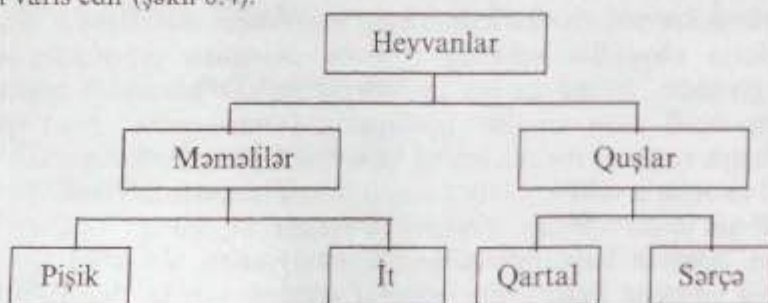 varis edir (şəkil 6.4).
Heyvanlar
Məməlilər Quşlar
Pişik İt Qartal Sərçə